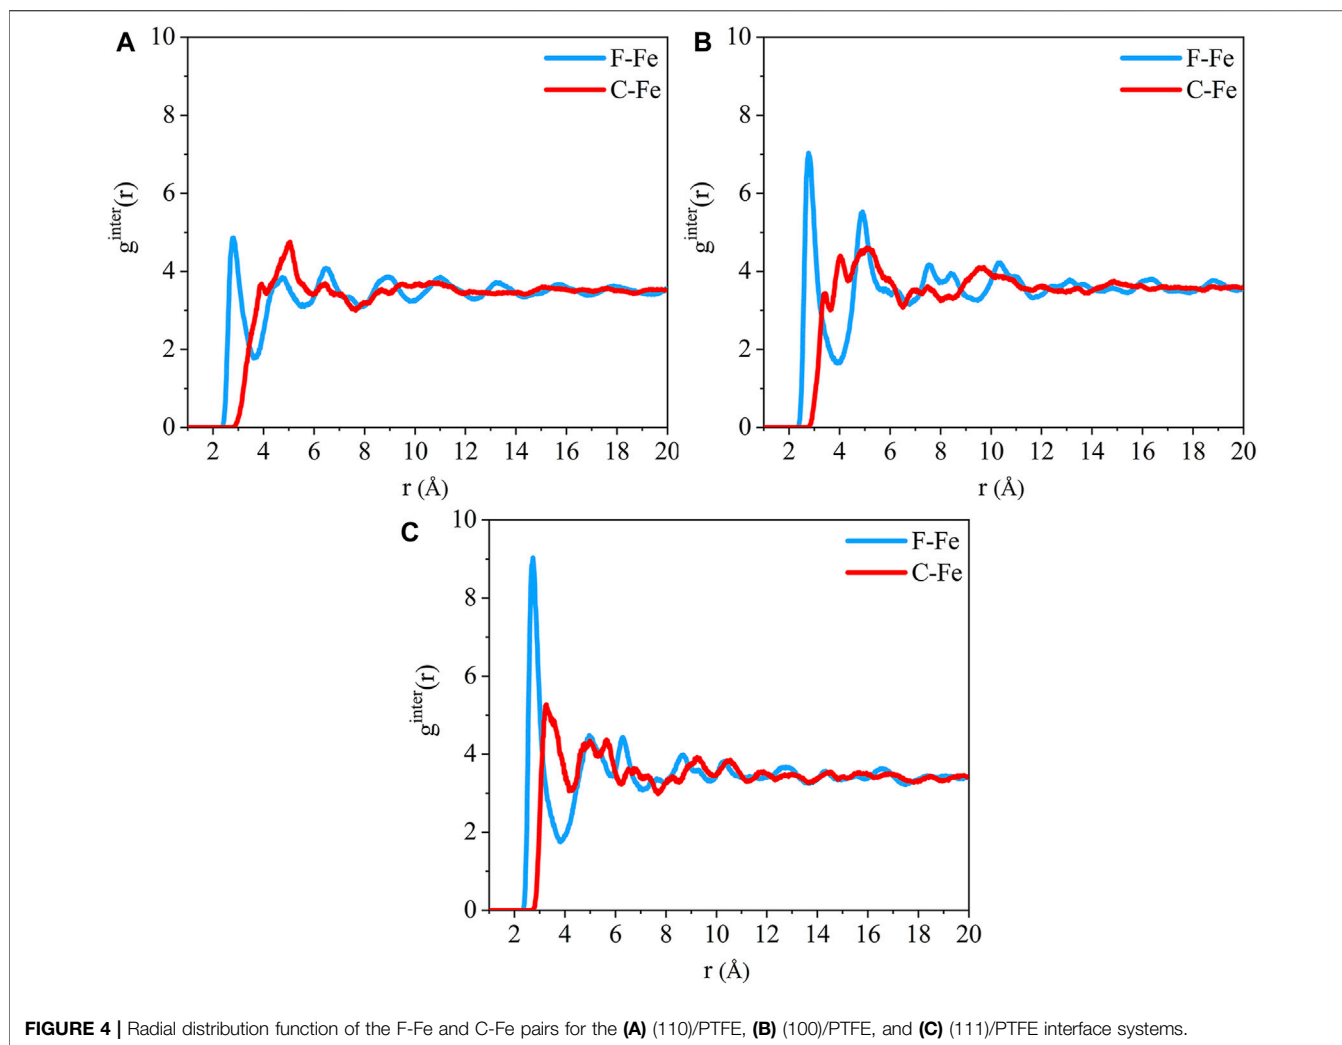 A
10
8
6
4
2
0
g^inter(r)
F-Fe
C-Fe
2 4 6 8 10 12 14 16 18 20
r (Å)
B
10
8
6
4
2
0
g^inter(r)
F-Fe
C-Fe
2 4 6 8 10 12 14 16 18 20
r (Å)
C
10
8
6
4
2
0
g^inter(r)
F-Fe
C-Fe
2 4 6 8 10 12 14 16 18 20
r (Å)
FIGURE 4 | Radial distribution function of the F-Fe and C-Fe pairs for the (A) (110)/PTFE, (B) (100)/PTFE, and (C) (111)/PTFE interface systems.